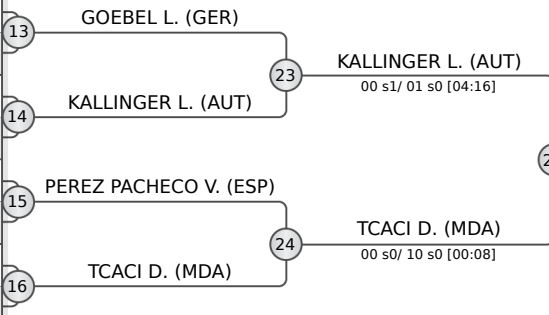 GOEBEL L. (GER)
13
KALLINGER L. (AUT)
23
00 s1/ 01 s0 [04:16]
KALLINGER L. (AUT)
14
PEREZ PACHECO V. (ESP)
15
TCACI D. (MDA)
24
00 s0/ 10 s0 [00:08]
TCACI D. (MDA)
16